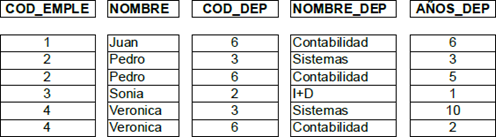 COD_EMPLE NOMBRE COD_DEP NOMBRE_DEP AÑOS_DEP
1 Juan 6 Contabilidad 6
2 Pedro 3 Sistemas 3
2 Pedro 6 Contabilidad 5
3 Sonia 2 I+D 1
4 Veronica 3 Sistemas 10
4 Veronica 6 Contabilidad 2